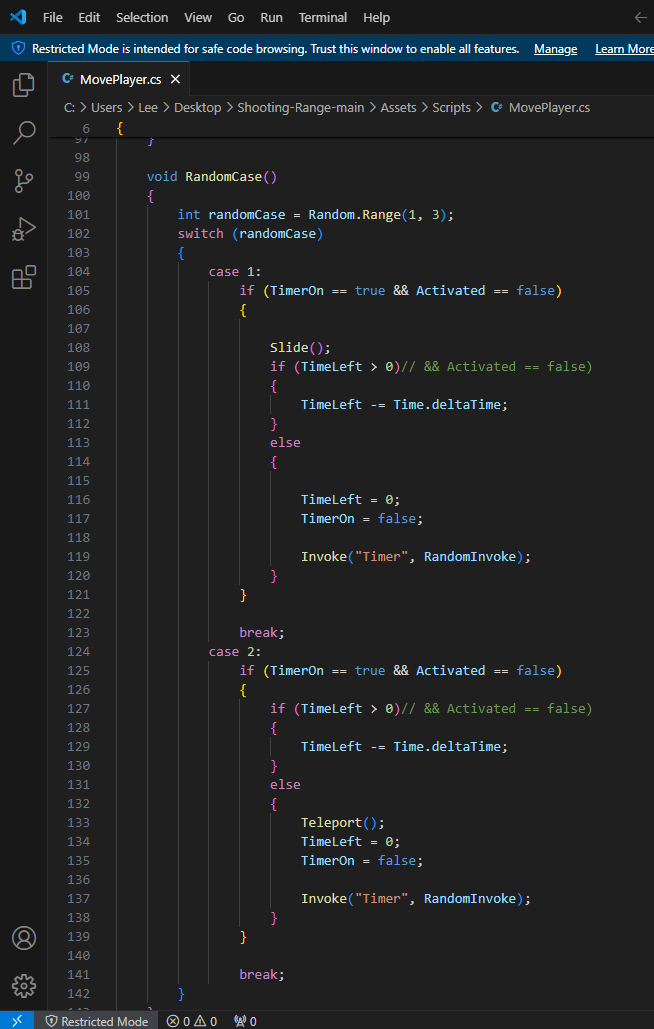 File Edit Selection View Go Run Terminal Help
Restricted Mode is intended for safe code browsing. Trust this window to enable all features. Manage Learn More
MovePlayer.cs
C: > Users > Lee > Desktop > Shooting-Range-main > Assets > Scripts > MovePlayer.cs
6 {
97 }
98
99 void RandomCase()
100 {
101 int randomCase = Random.Range(1, 3);
102 switch (randomCase)
103 {
104 case 1:
105 if (TimerOn == true && Activated == false)
106 {
107
108 Slide();
109 if (TimeLeft > 0)// && Activated == false)
110 {
111 TimeLeft -= Time.deltaTime;
112 }
113 else
114 {
115
116 TimeLeft = 0;
117 TimerOn = false;
118
119 Invoke("Timer", RandomInvoke);
120 }
121 }
122
123 break;
124 case 2:
125 if (TimerOn == true && Activated == false)
126 {
127 if (TimeLeft > 0)// && Activated == false)
128 {
129 TimeLeft -= Time.deltaTime;
130 }
131 else
132 {
133 Teleport();
134 TimeLeft = 0;
135 TimerOn = false;
136
137 Invoke("Timer", RandomInvoke);
138 }
139 }
140
141 break;
142 }
143 }
Restricted Mode 0 0 0